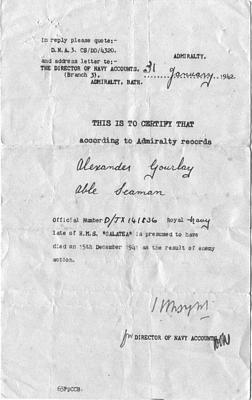 In reply please quote:-
D.N.A.3. CS/DD/4320.
and address letter to:-
THE DIRECTOR OF NAVY ACCOUNTS,
(Branch 3),
ADMIRALTY, BATH.
ADMIRALTY.
31 January, 1942.
THIS IS TO CERTIFY THAT
according to Admiralty records
Alexander Gourlay
Able Seaman
Official Number D/JX 141836 Royal Navy
late of H.M.S. "GALATEA" is presumed to have
died on 15th December 1941 as the result of enemy
action.
for DIRECTOR OF NAVY ACCOUNTS